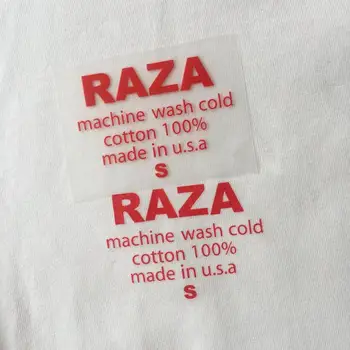 RAZA
machine wash cold
cotton 100%
made in u.s.a
S
RAZA
machine wash cold
cotton 100%
made in u.s.a
S